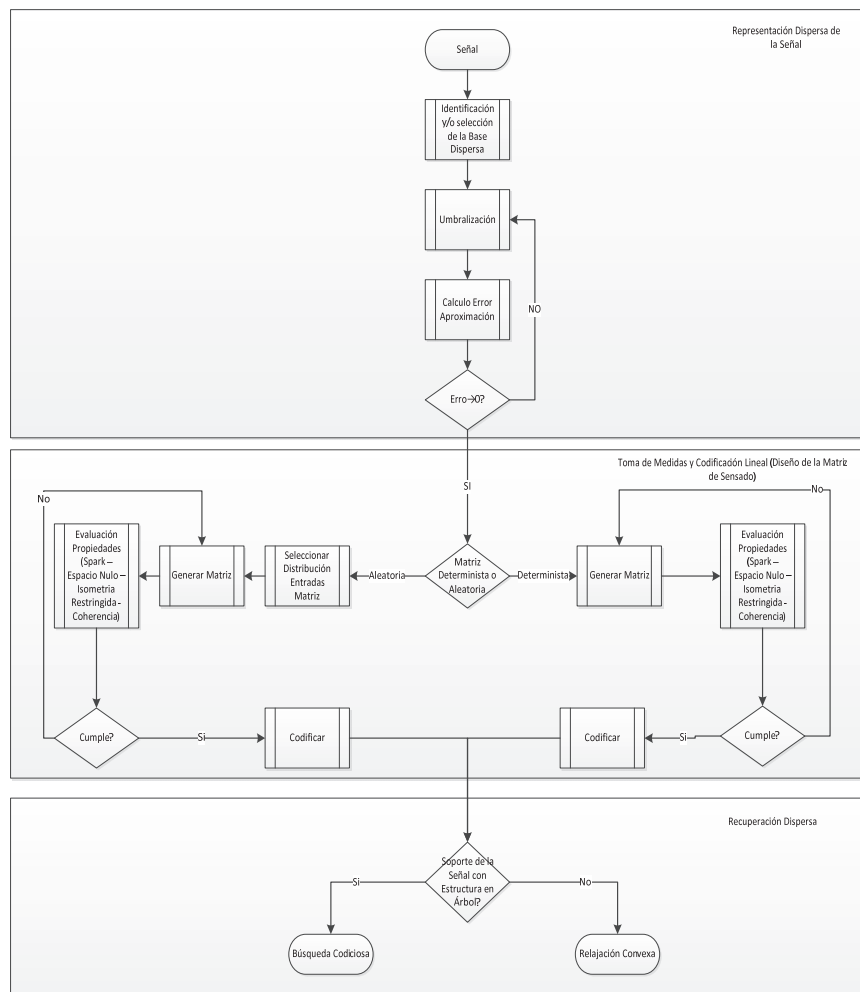 Representación Dispersa de
la Señal
Señal
Identificación
y/o selección
de la Base
Dispersa
Umbralización
Calculo Error
Aproximación
NO
Erro→0?
SI
Toma de Medidas y Codificación Lineal (Diseño de la Matriz
de Sensado)
No
No
Evaluación
Propiedades
(Spark –
Espacio Nulo –
Isometria
Restringida -
Coherencia)
Generar Matriz
Seleccionar
Distribución
Entradas
Matriz
Aleatoria
Matriz
Determinista o
Aleatoria
Determinista
Generar Matriz
Evaluación
Propiedades
(Spark –
Espacio Nulo –
Isometria
Restringida -
Coherencia)
Cumple?
Si
Codificar
Codificar
Si
Cumple?
Recuperación Dispersa
Soporte de la
Señal con
Estructura en
Árbol?
Si
No
Búsqueda Codiciosa
Relajación Convexa